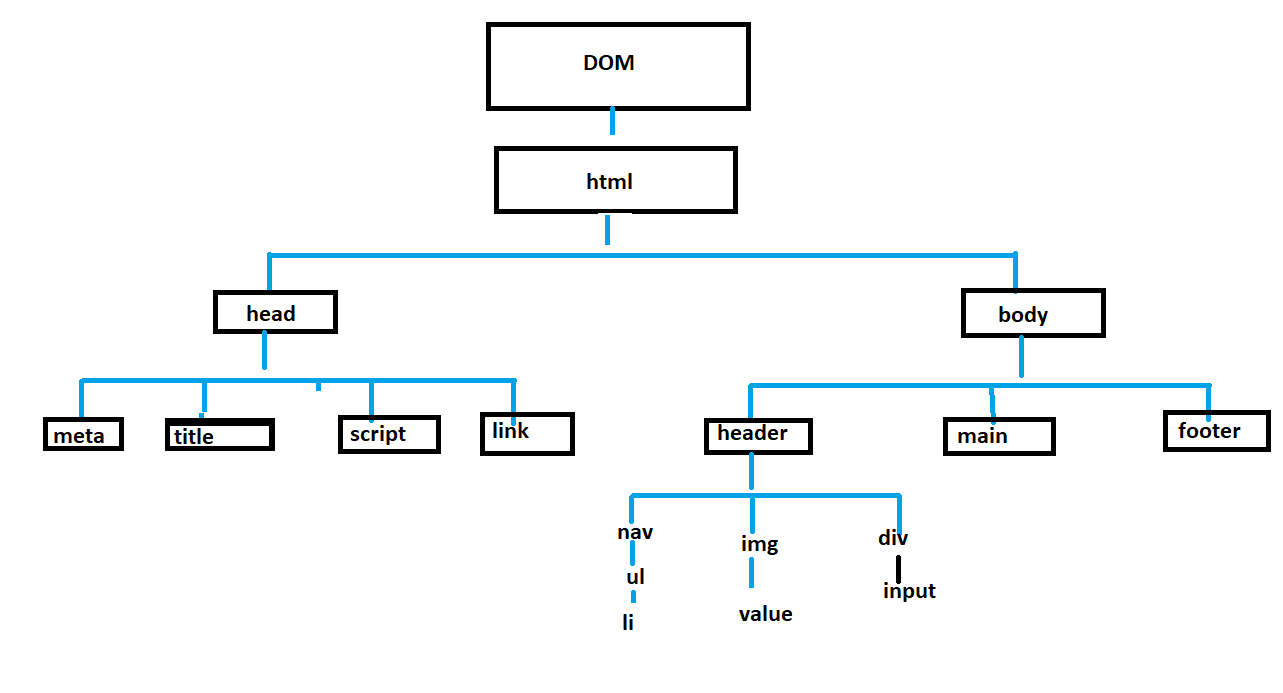 DOM
html
head
body
meta
title
script
link
header
main
footer
nav
img
div
ul
input
value
li